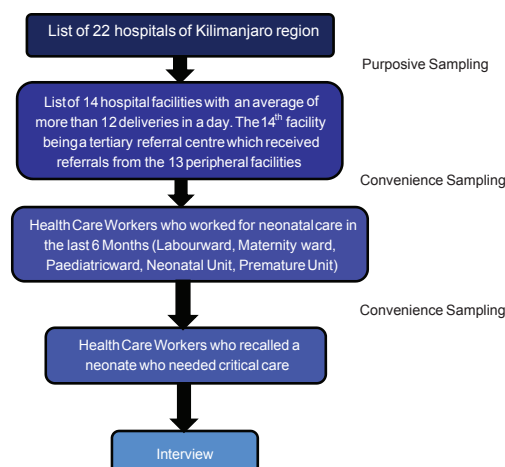 List of 22 hospitals of Kilimanjaro region
Purposive Sampling
List of 14 hospital facilities with an average of
more than 12 deliveries in a day. The 14th facility
being a tertiary referral centre which received
referrals from the 13 peripheral facilities
Convenience Sampling
Health Care Workers who worked for neonatal care in
the last 6 Months (Labourward, Maternity ward,
Paediatricward, Neonatal Unit, Premature Unit)
Convenience Sampling
Health Care Workers who recalled a
neonate who needed critical care
Interview